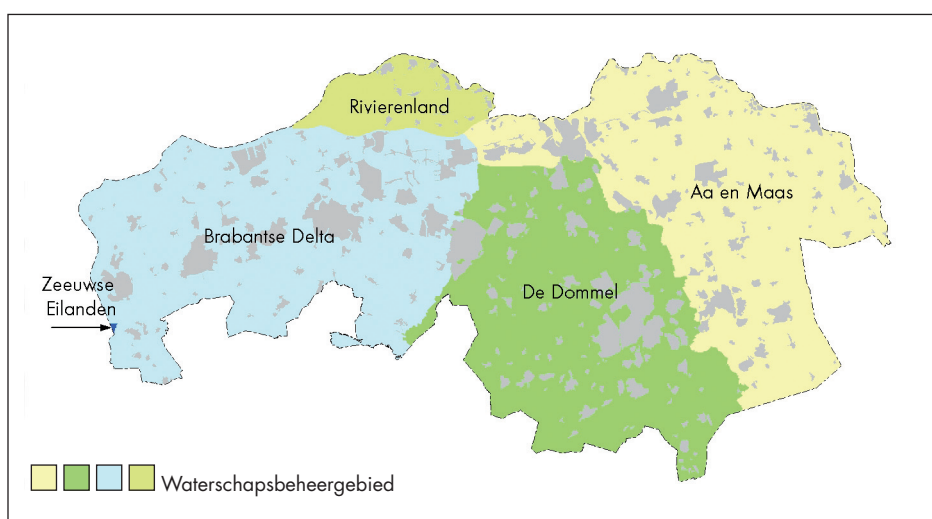 Rivierenland
Aa en Maas
Brabantse Delta
Zeeuwse
Eilanden
De Dommel
Waterschapsbeheergebied